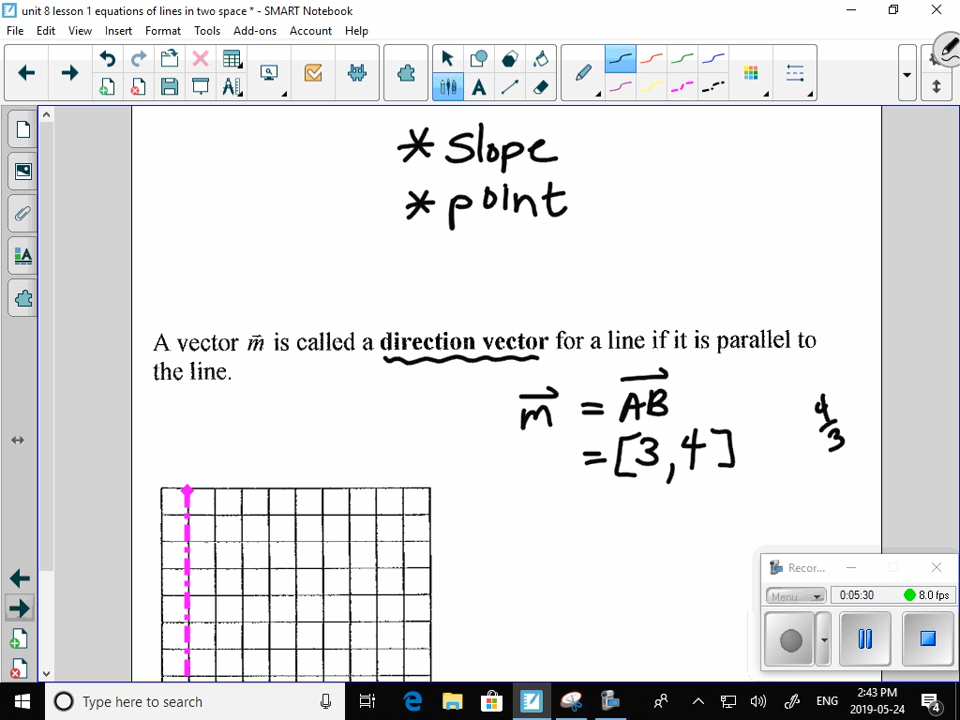 unit 8 lesson 1 equations of lines in two space * - SMART Notebook
File Edit View Insert Format Tools Add-ons Account Help
* Slope
* point
A vector m⃗ is called a direction vector for a line if it is parallel to
the line.
m⃗ = AB⃗
= [3, 4]
4/3
Recor...
Menu 0:05:30 8.0 fps
Type here to search
ENG
2:43 PM
2019-05-24
4